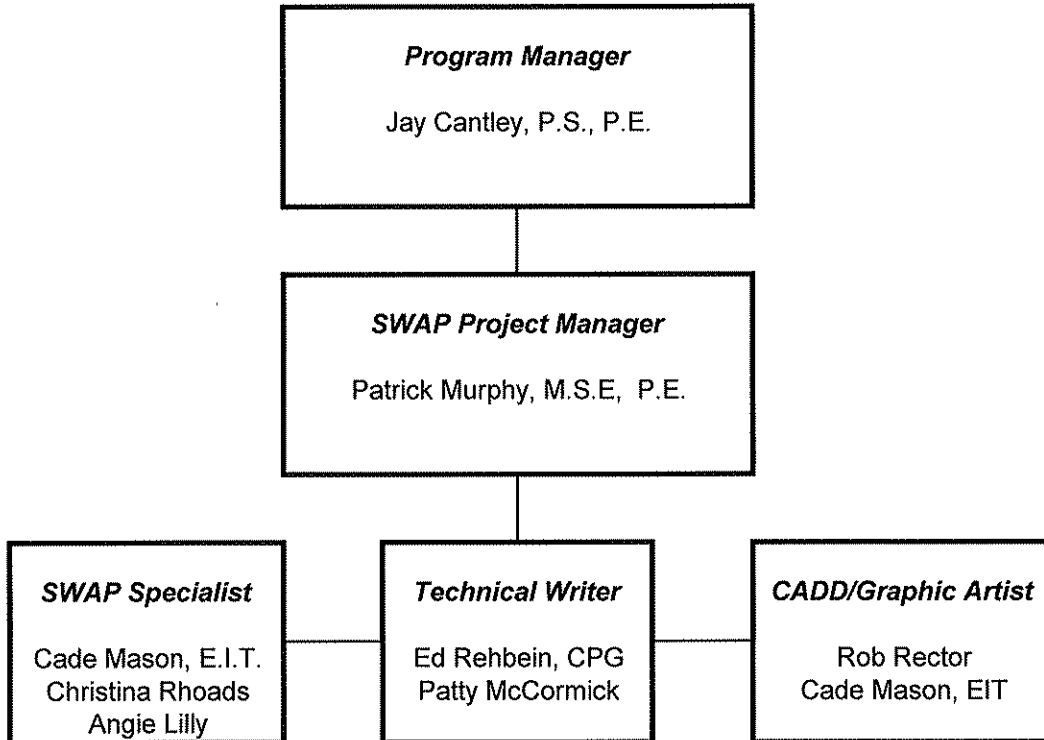 Program Manager
Jay Cantley, P.S., P.E.
SWAP Project Manager
Patrick Murphy, M.S.E, P.E.
SWAP Specialist
Cade Mason, E.I.T.
Christina Rhoads
Angie Lilly
Technical Writer
Ed Rehbein, CPG
Patty McCormick
CADD/Graphic Artist
Rob Rector
Cade Mason, EIT